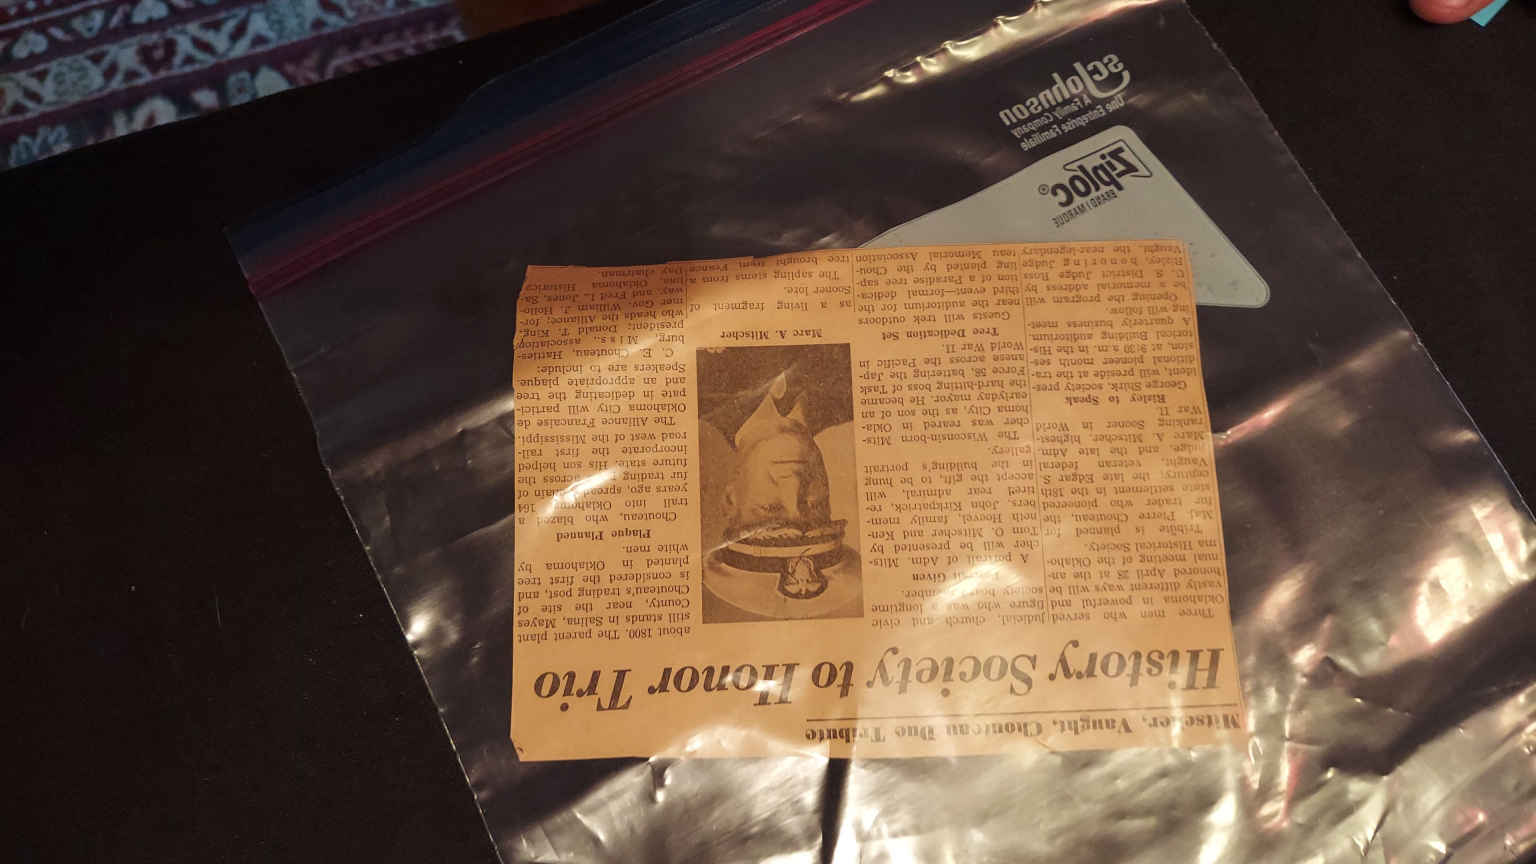 Mitscher, Vaught, Chouteau Due Tribute
History Society to Honor Trio
Three men who served
Oklahoma in powerful and
vastly different ways will be
honored April 25 at the an-
nual meeting of the Oklaho-
ma Historical Society.
Tribute is planned for
Maj. Pierre Chouteau, the
fur trader who pioneered
state settlement in the 18th
century; the late Edgar S.
Vaught, veteran federal
judge, and the late Adm.
Marc A. Mitscher, highest-
ranking Sooner in World
War II.
Rizley to Speak
George Shirk, society pres-
ident, will preside at the tra-
ditional pioneer month ses-
sion, at 9:30 a.m. in the His-
torical Building auditorium.
A quarterly business meet-
ing will follow.
Opening the program will
be a memorial address by
U. S. District Judge Ross
Rizley, honoring Judge
Vaught, the near-legendary
judicial, church and civic
figure who was a longtime
society board member.
Portrait Given
A portrait of Adm. Mits-
cher will be presented by
Tom O. Mitscher and Ken-
neth Hoevel, family mem-
bers. John Kirkpatrick, re-
tired rear admiral, will
accept the gift, to be hung
in the building's portrait
gallery.
The Wisconsin-born Mits-
cher was reared in Okla-
homa City, as the son of an
early day mayor. He became
the hard-hitting boss of Task
Force 58, battering the Jap-
anese across the Pacific in
World War II.
Tree Dedication Set
Guests will trek outdoors
near the auditorium for the
third event—formal dedica-
tion of a Paradise tree sap-
ling planted by the Chou-
teau Memorial Association
Marc A. Mitscher
as a living fragment of
Sooner lore.
The sapling stems from a
tree brought from France
about 1800. The parent plant
still stands in Salina, Mayes
County, near the site of
Chouteau's trading post, and
is considered the first tree
planted in Oklahoma by
white men.
Plaque Planned
Chouteau, who blazed a
trail into Oklahoma 164
years ago, spread a chain of
fur trading across the
future state. His son helped
incorporate the first rail-
road west of the Mississippi.
The Alliance Francaise de
Oklahoma City will partici-
pate in dedicating the tree
and an appropriate plaque.
Speakers are to include:
C. E. Chouteau, Hatties-
burg, Miss., association
president; Donald T. King,
who heads the Alliance; for-
mer Gov. William J. Hollo-
way; and Fred L. Jones, Sa-
lina, Oklahoma Historic
Day chairman.
scJohnson
A Family Company
Une Entreprise Familiale
Ziploc®
BRAND | MARQUE